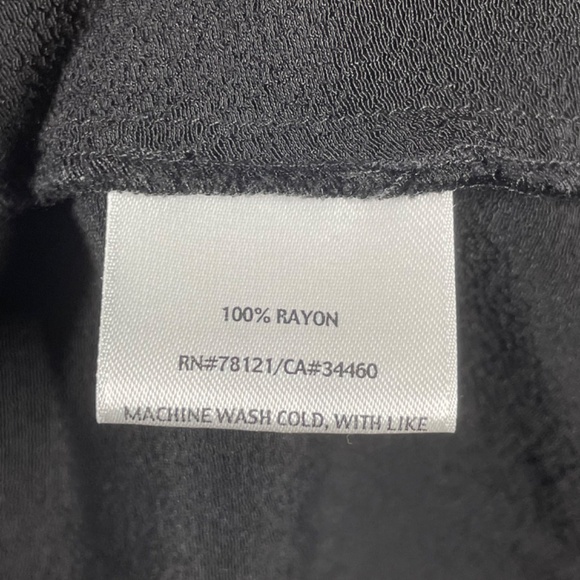 100% RAYON
RN#78121/CA#34460
MACHINE WASH COLD, WITH LIKE